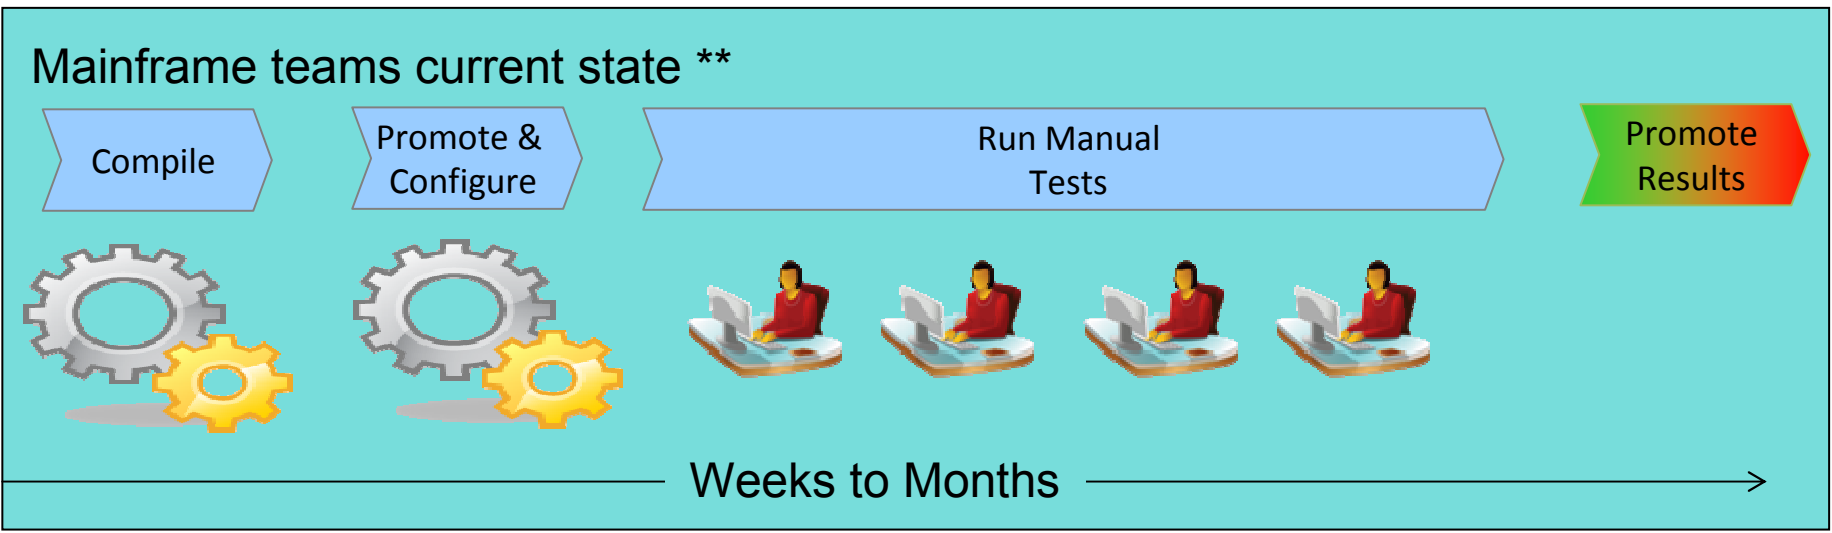 Mainframe teams current state **
Compile
Promote &
Configure
Run Manual
Tests
Promote
Results
Weeks to Months